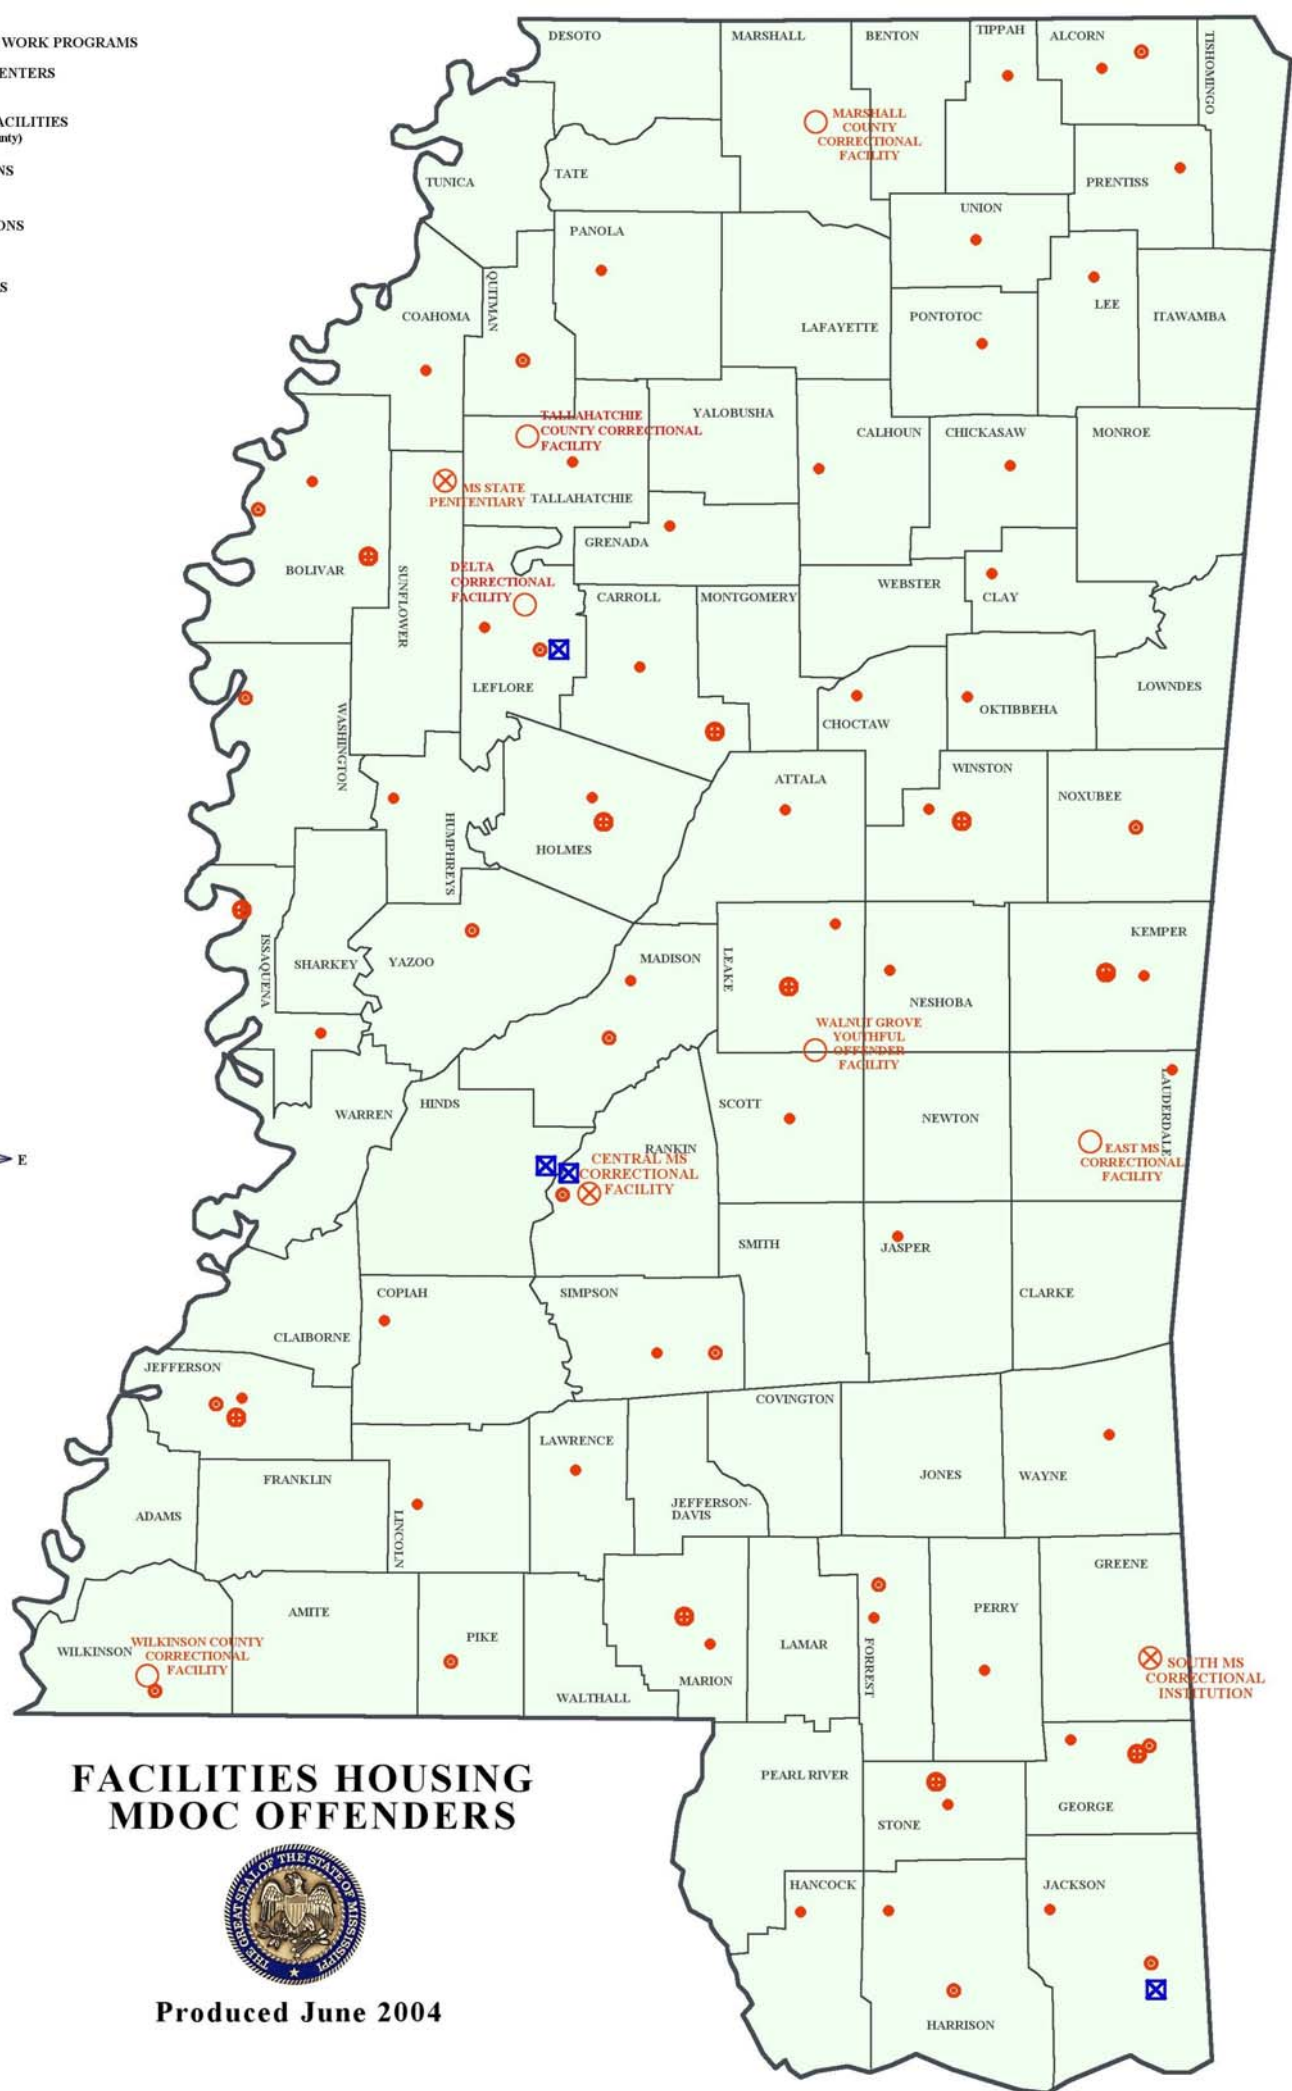 WORK PROGRAMS
ENTERS
ACILITIES
nty)
NS
ONS
S
DESOTO
MARSHALL
BENTON
TIPPAH
ALCORN
TISHOMINGO
MARSHALL
COUNTY
CORRECTIONAL
FACILITY
TUNICA
TATE
PRENTISS
UNION
PANOLA
QUITMAN
COAHOMA
LAFAYETTE
PONTOTOC
LEE
ITAWAMBA
TALLAHATCHIE
COUNTY CORRECTIONAL
FACILITY
YALOBUSHA
CALHOUN
CHICKASAW
MONROE
MS STATE
PENITENTIARY
TALLAHATCHIE
GRENADA
BOLIVAR
SUNFLOWER
DELTA
CORRECTIONAL
FACILITY
CARROLL
MONTGOMERY
WEBSTER
CLAY
LEFLORE
LOWNDES
OKTIBBEHA
CHOCTAW
WASHINGTON
ATTALA
WINSTON
NOXUBEE
HUMPHREYS
HOLMES
KEMPER
ISSAQUENA
SHARKEY
YAZOO
MADISON
LEAKE
NESHOBA
WALNUT GROVE
YOUTHFUL
OFFENDER
FACILITY
WARREN
HINDS
SCOTT
NEWTON
LAUDERDALE
E
RANKIN
CENTRAL MS
CORRECTIONAL
FACILITY
EAST MS
CORRECTIONAL
FACILITY
SMITH
JASPER
COPIAH
SIMPSON
CLARKE
CLAIBORNE
JEFFERSON
COVINGTON
LAWRENCE
FRANKLIN
JONES
WAYNE
JEFFERSON-
DAVIS
ADAMS
LINCOLN
GREENE
AMITE
PERRY
WILKINSON
WILKINSON COUNTY
CORRECTIONAL
FACILITY
PIKE
LAMAR
FORREST
SOUTH MS
CORRECTIONAL
INSTITUTION
MARION
WALTHALL
FACILITIES HOUSING
MDOC OFFENDERS
PEARL RIVER
GEORGE
STONE
THE GREAT SEAL OF THE STATE OF MISSISSIPPI
HANCOCK
JACKSON
Produced June 2004
HARRISON